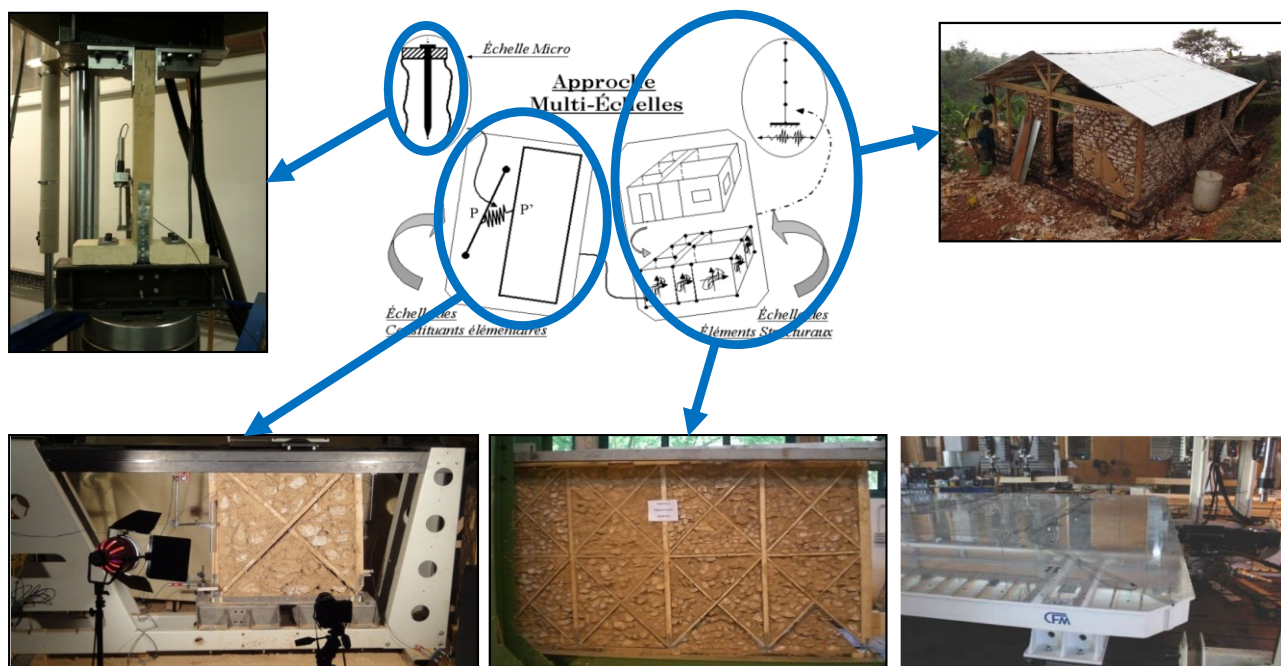 Échelle Micro
Approche
Multi-Échelles
P
P'
Échelle des
Constituants élémentaires
Échelle des
Éléments Structuraux
CFM